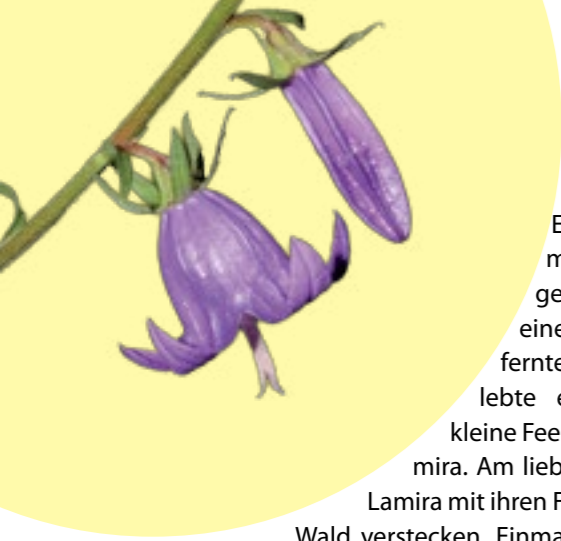 E
m
ge
eine
fernte
lebte e
kleine Fee
mira. Am lieb
Lamira mit ihren F
Wald verstecken. Einma